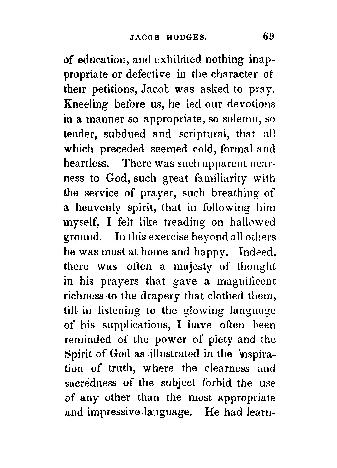 JACOB HODGES. 69
of education, and exhibited nothing inap-
propriate or defective in the character of
their petitions, Jacob was asked to pray.
Kneeling before us, he led our devotions
in a manner so appropriate, so solemn, so
tender, subdued and scriptural, that all
which preceded seemed cold, formal and
heartless. There was such apparent near-
ness to God, such great familiarity with
the service of prayer, such breathing of
a heavenly spirit, that in following him
myself, I felt like treading on hallowed
ground. In this exercise beyond all others
he was most at home and happy. Indeed,
there was often a majesty of thought
in his prayers that gave a magnificent
richness to the drapery that clothed them,
till in listening to the glowing language
of his supplications, I have often been
reminded of the power of piety and the
Spirit of God as illustrated in the inspira-
tion of truth, where the clearness and
sacredness of the subject forbid the use
of any other than the most appropriate
and impressive language. He had learn-